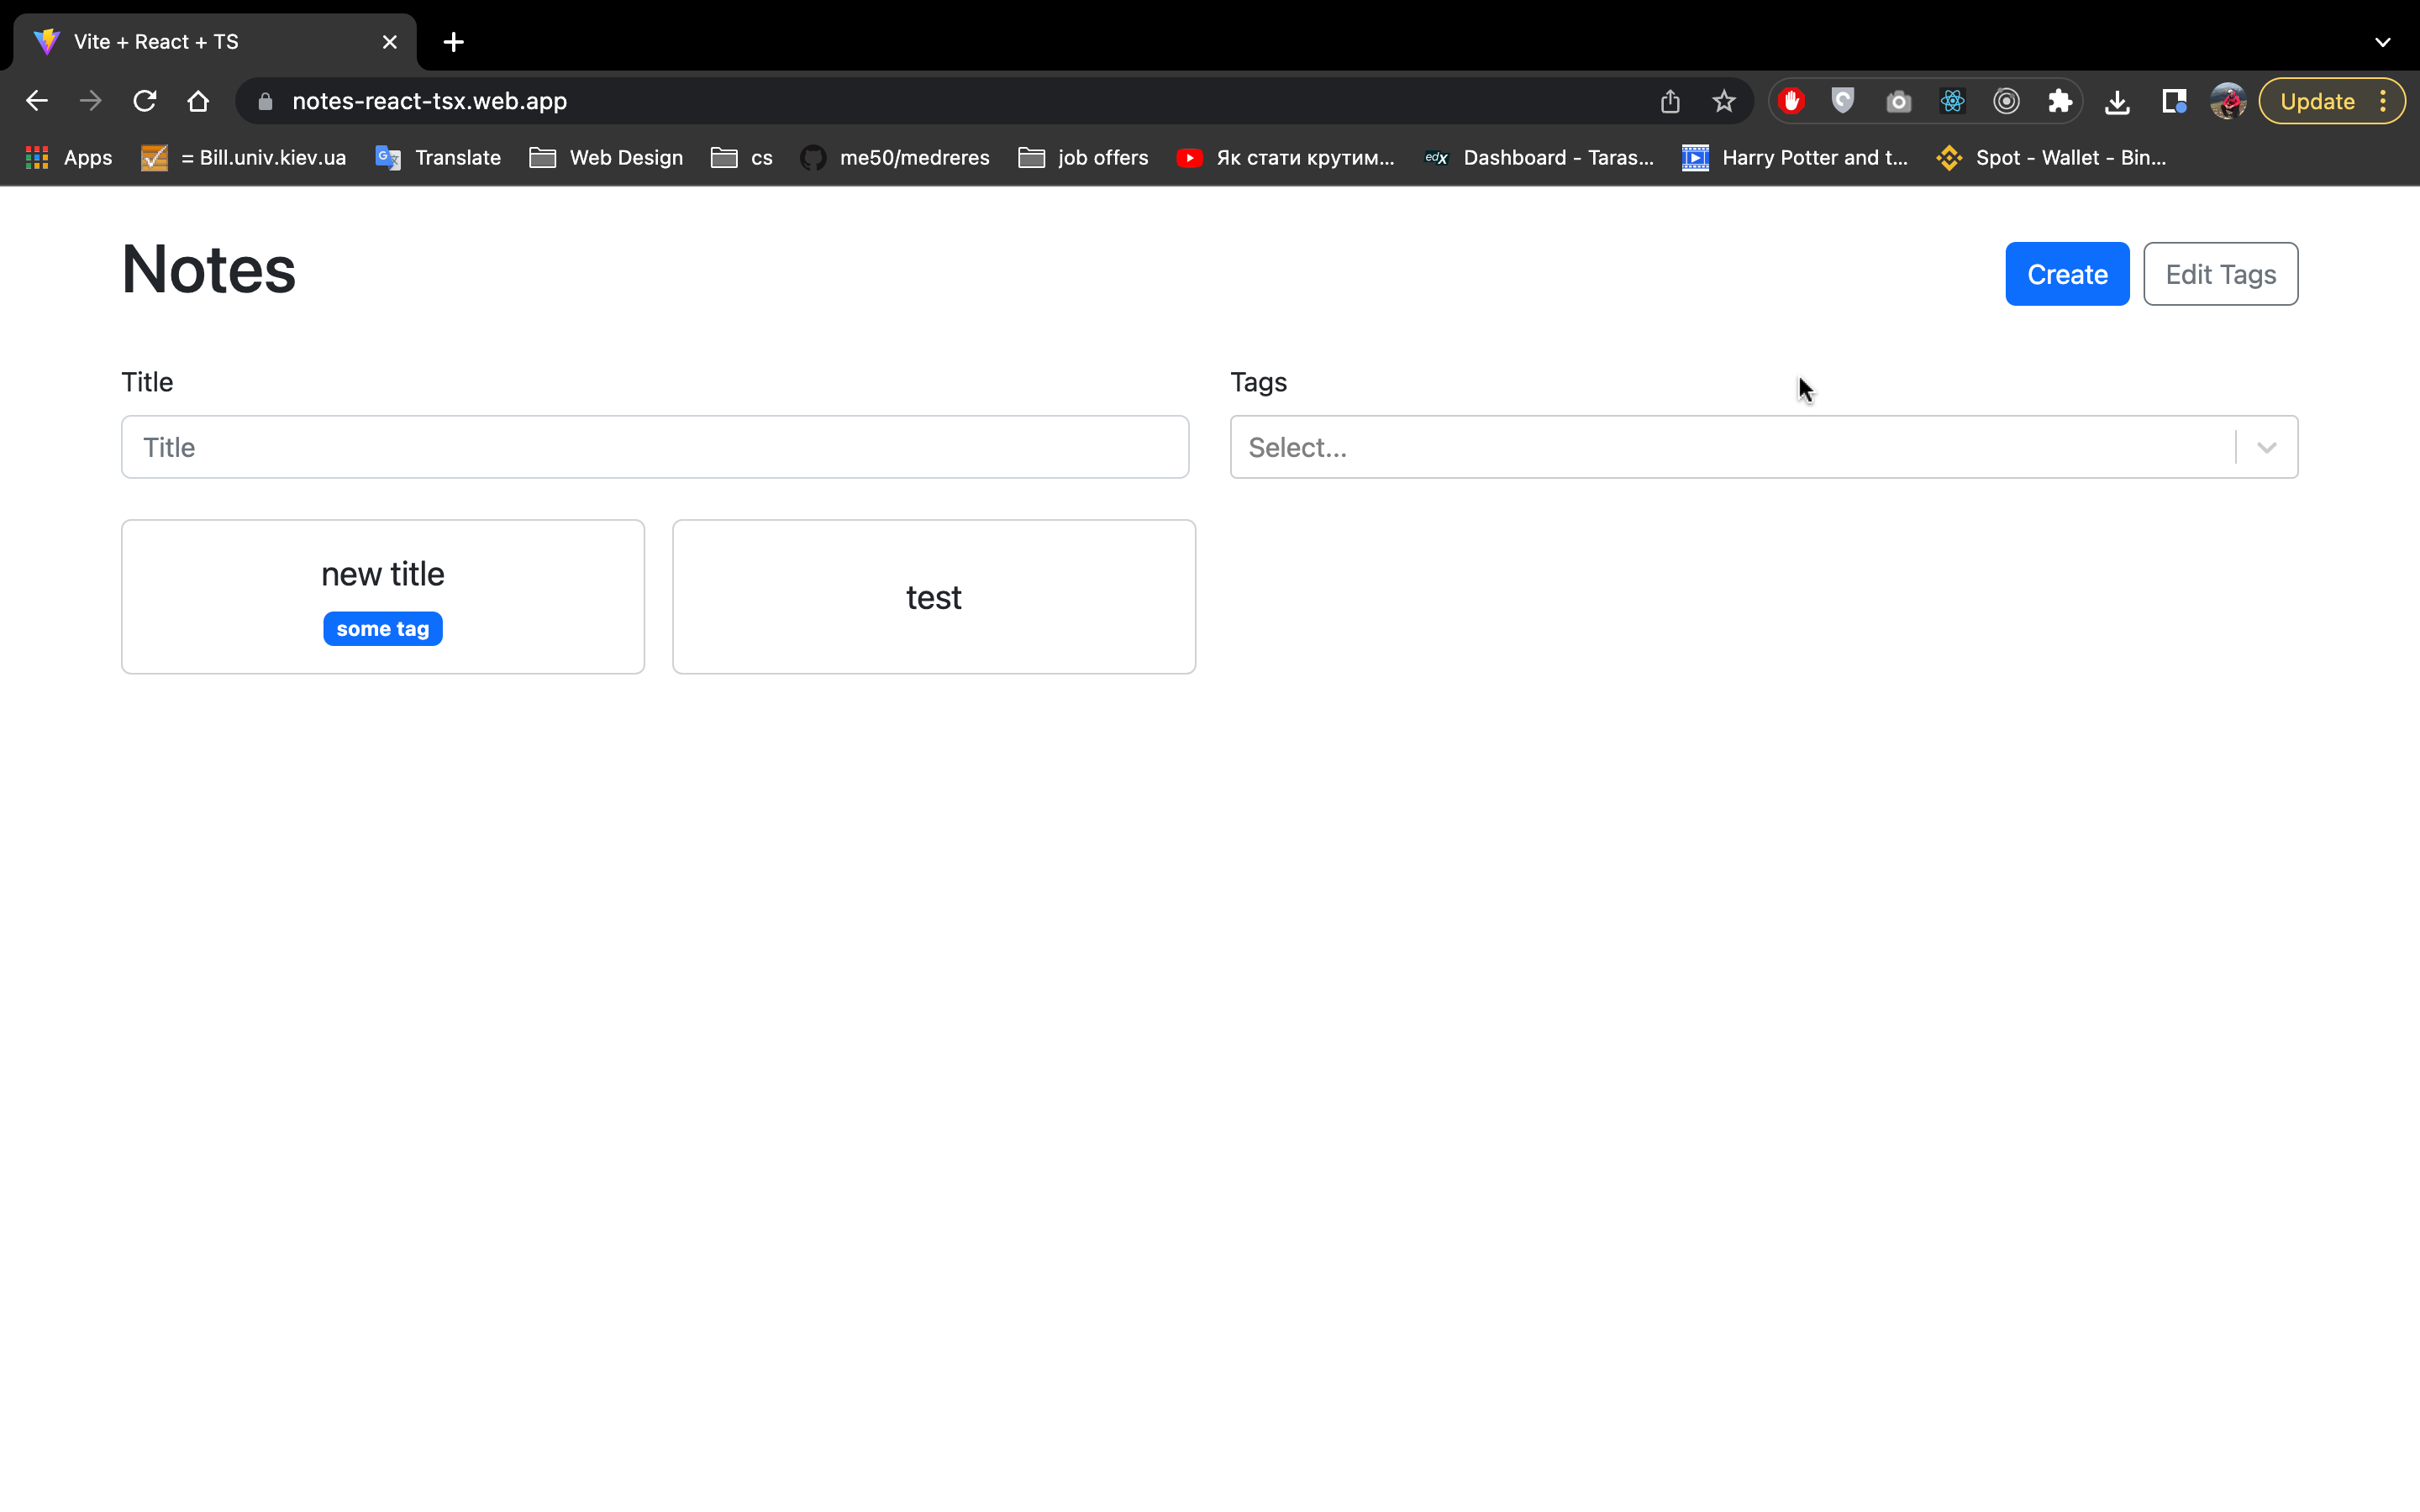 Vite + React + TS
notes-react-tsx.web.app
Update
Apps
= Bill.univ.kiev.ua
Translate
Web Design
cs
me50/medreres
job offers
Як стати крутим...
edX
Dashboard - Taras...
Harry Potter and t...
Spot - Wallet - Bin...
Notes
Create
Edit Tags
Title
Tags
Title
Select...
new title
test
some tag